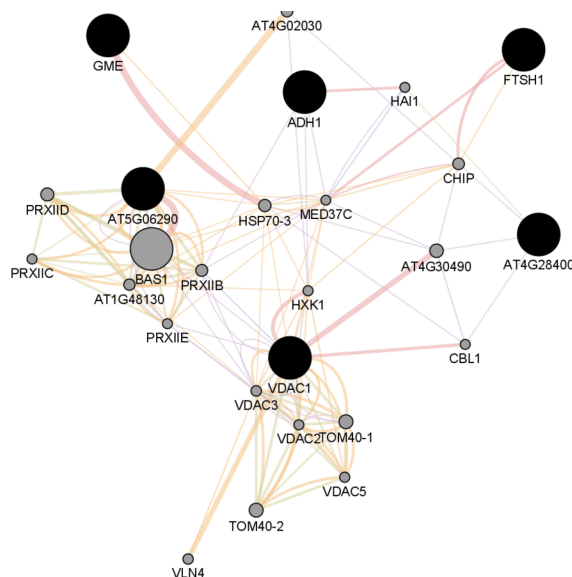 AT4G02030
GME
FTSH1
HAI1
ADH1
CHIP
PRXIID
AT5G06290
MED37C
HSP70-3
AT4G28400
AT4G30490
PRXIIC
BAS1
PRXIIB
AT1G48130
HXK1
PRXIIE
CBL1
VDAC1
VDAC3
VDAC2
TOM40-1
VDAC5
TOM40-2
VLN4